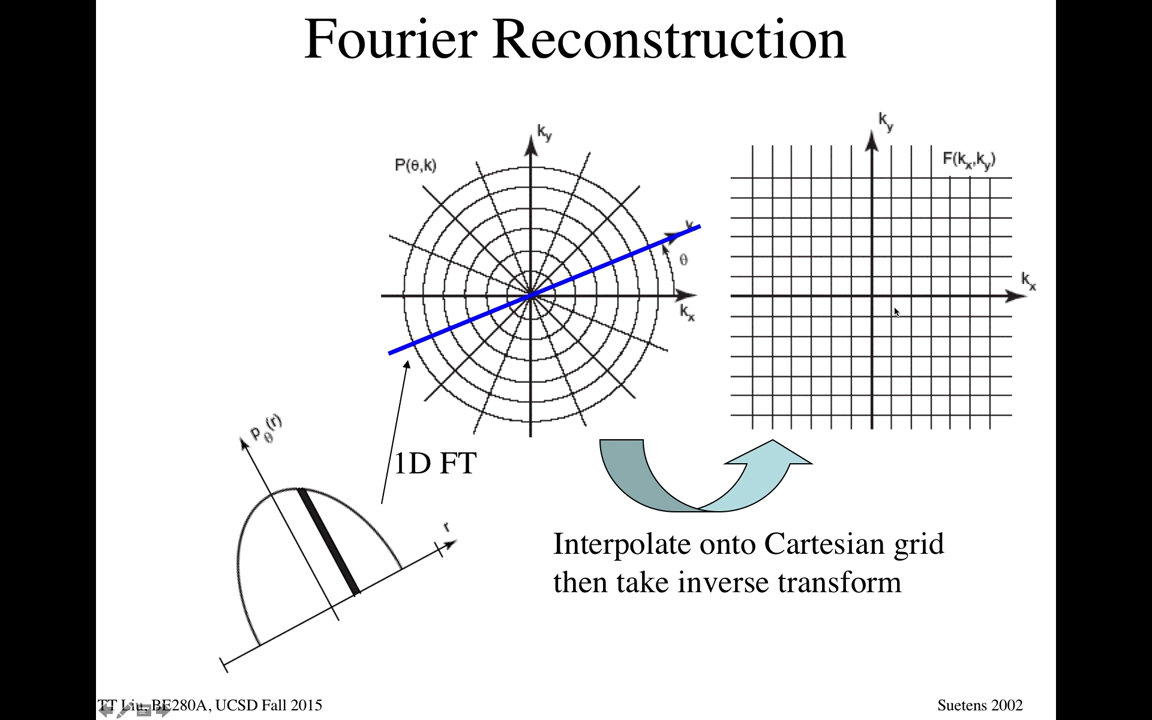 Fourier Reconstruction
P(θ,k)
k_y
k
θ
k_x
k_y
F(k_x,k_y)
k_x
p_θ(r)
r
1D FT
Interpolate onto Cartesian grid
then take inverse transform
TT Liu, BE280A, UCSD Fall 2015
Suetens 2002